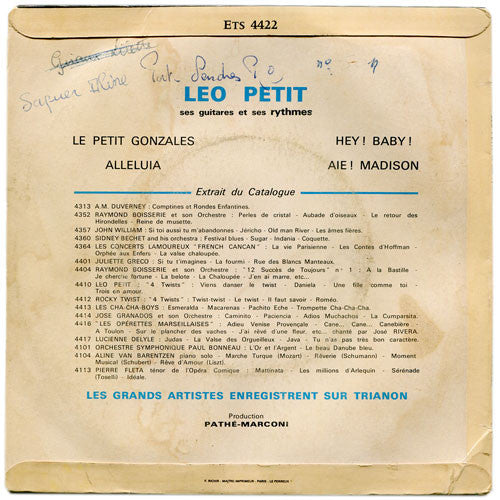 ETS 4422
Port Vendres P.O
LEO PETIT
ses guitares et ses rythmes
LE PETIT GONZALES HEY! BABY!
ALLELUIA AIE! MADISON
Extrait du Catalogue
4313 A.M. DUVERNEY : Comptines et Rondes Enfantines.
4352 RAYMOND BOISSERIE et son Orchestre : Perles de cristal - Aubade d'oiseaux - Le retour des
Hirondelles - Reine de musette.
4357 JOHN WILLIAM : Si toi aussi tu m'abandonnes - Jéricho - Old man River - Les âmes fières.
4360 SIDNEY BECHET and his orchestra : Festival blues - Sugar - Indiana - Coquette.
4364 LES CONCERTS LAMOUREUX "FRENCH CANCAN" : La vie Parisienne - Les Contes d'Hoffman -
Orphée aux Enfers - La valse chaloupée.
4401 JULIETTE GRECO : Si tu t'imagines - La fourmi - Rue des Blancs Manteaux.
4404 RAYMOND BOISSERIE et son Orchestre : "12 Succès de Toujours" n° 1 : A la Bastille -
Je cherche fortune - La belote - La Chaloupée - J'en ai marre, etc...
4410 LEO PETIT : "4 Twists" : Viens danser le twist - Daniela - Une fille comme toi -
Trois en amour.
4412 ROCKY TWIST : "4 Twists" : Twist-twist - Le twist - Il faut savoir - Roméo.
4413 LES CHA-CHA-BOYS : Esmeralda - Macarenas - Pachito Eche - Trompette Cha-Cha-Cha.
4414 JOSE GRANADOS et son Orchestre : Caminito - Paciencia - Adios Muchachos - La Cumparsita.
4416 "LES OPÉRETTES MARSEILLAISES" : Adieu Venise Provençale - Cane... Cane... Canebière -
A Toulon - Sur le plancher des vaches - J'ai rêvé d'une fleur, etc... chanté par José RIVERA.
4417 LUCIENNE DELYLE : Judas - La Valse des Orgueilleux - Java - Tu n'as pas très bon caractère.
4101 ORCHESTRE SYMPHONIQUE PAUL BONNEAU : L'Or et l'Argent - Le beau Danube bleu.
4104 ALINE VAN BARENTZEN piano solo - Marche Turque (Mozart) - Rêverie (Schumann) - Moment
Musical (Schubert) - Rêve d'Amour (Liszt).
4113 PIERRE FLETA ténor de l'Opéra Comique : Mattinata - Les millions d'Arlequin - Sérénade
(Toselli) - Idéale.
LES GRANDS ARTISTES ENREGISTRENT SUR TRIANON
Production
PATHÉ-MARCONI
F. RICHIR - MAITRE IMPRIMEUR - PARIS - LE PERREUX